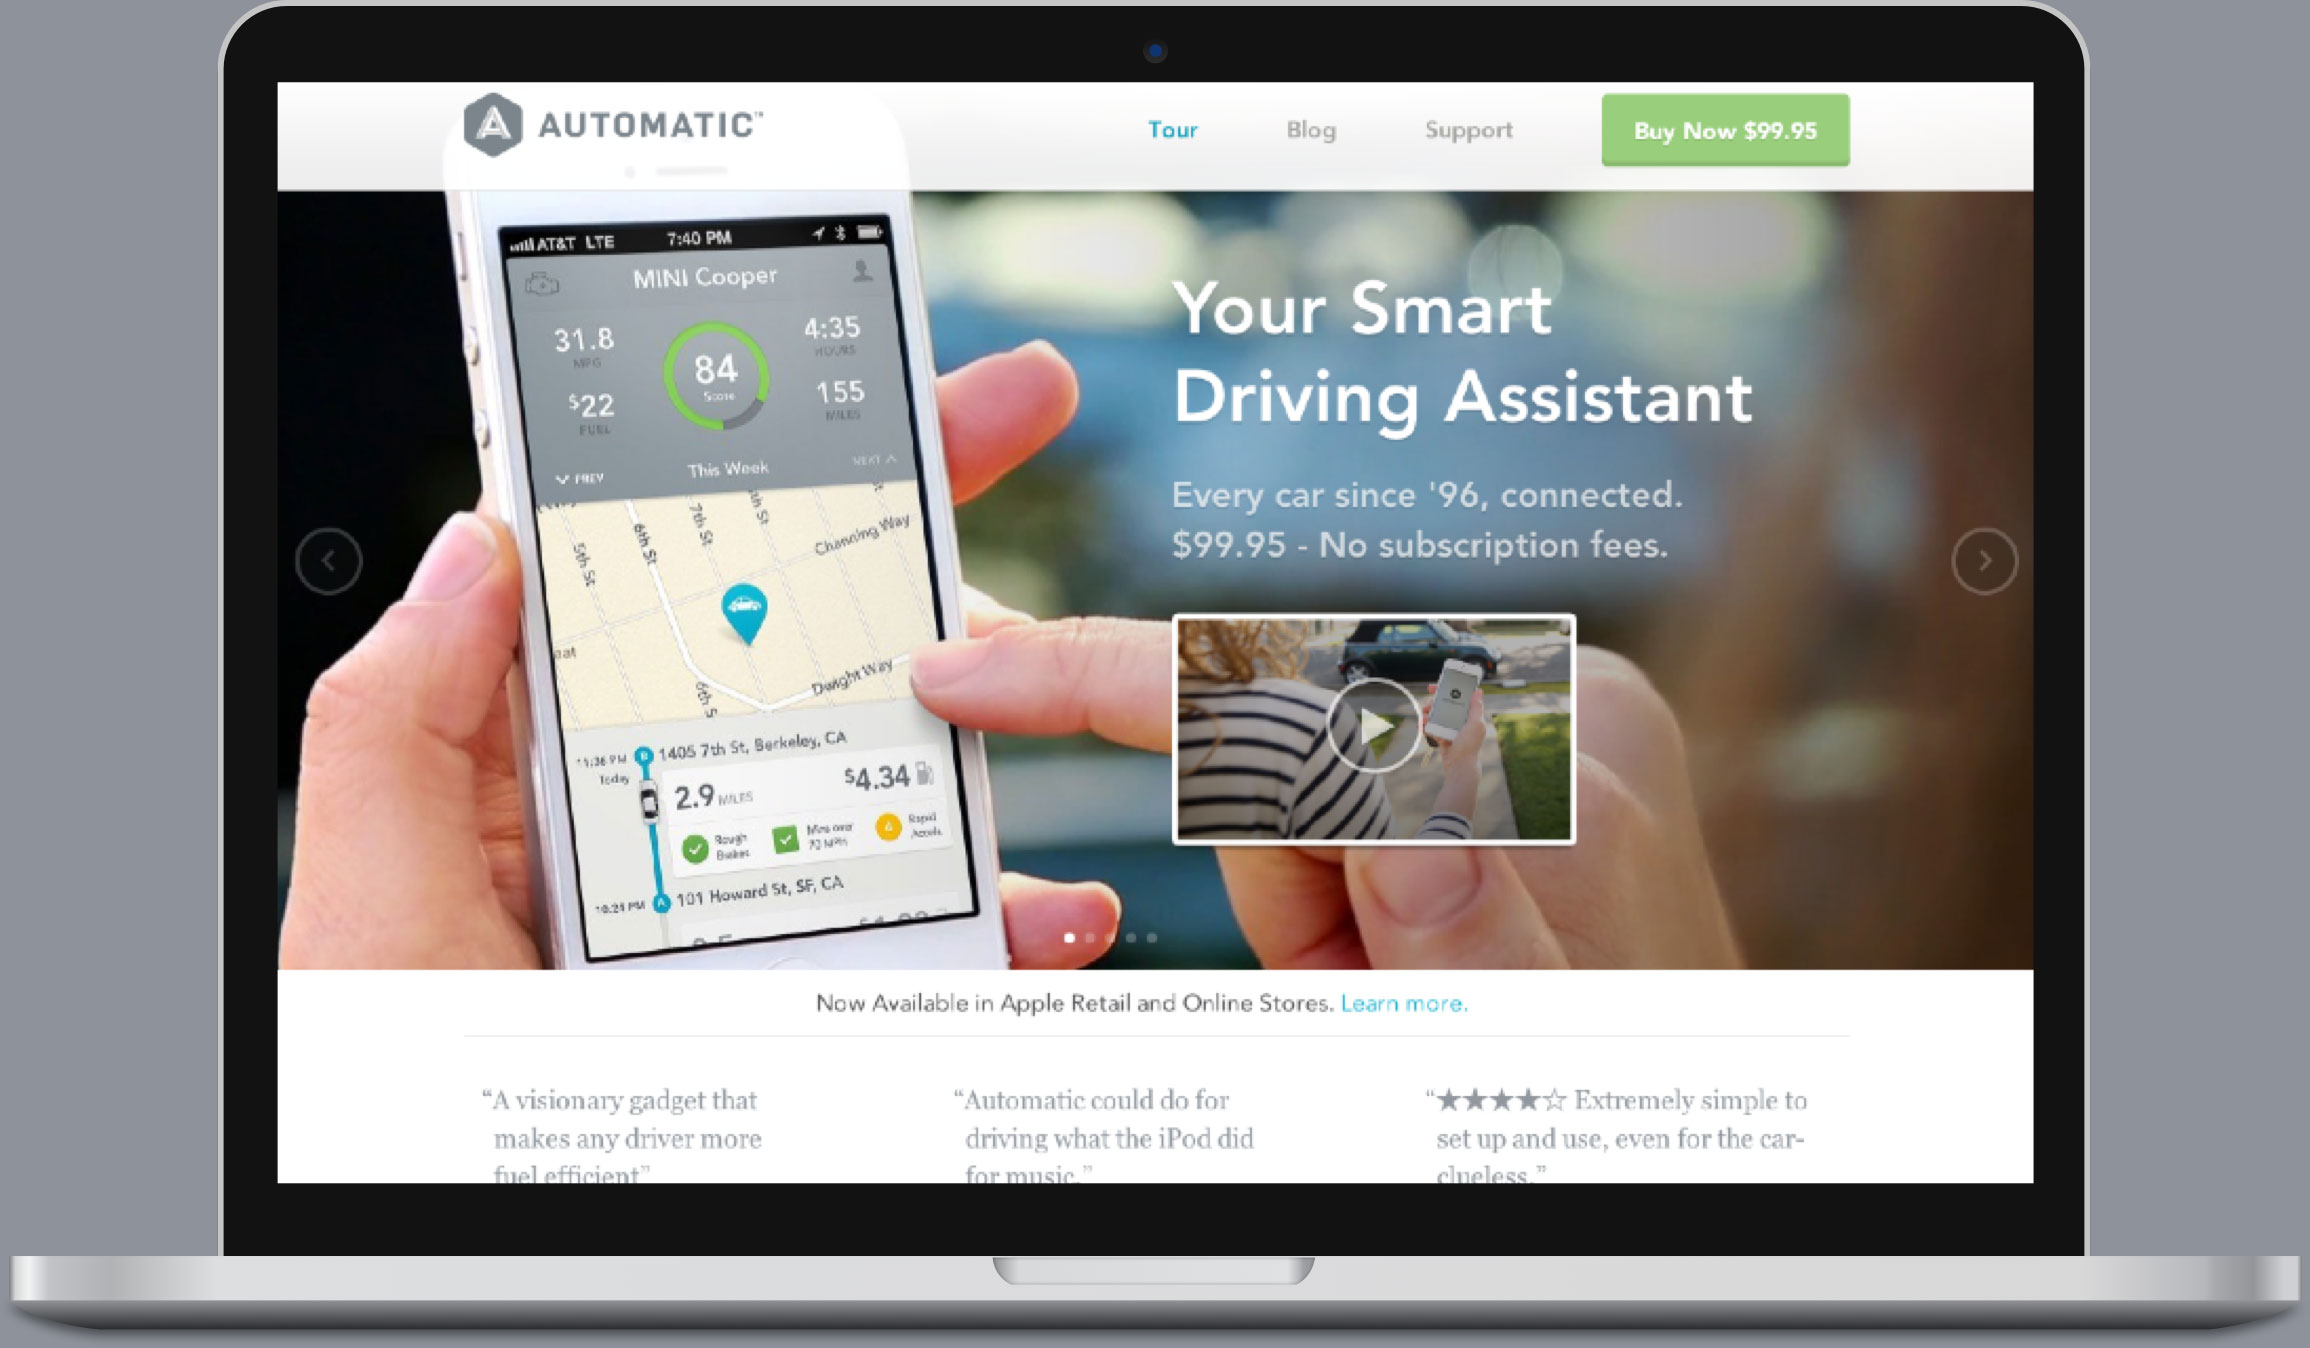 AUTOMATIC™
Tour
Blog
Support
Buy Now $99.95
AT&T LTE
7:40 PM
MINI Cooper
31.8
MPG
$22
FUEL
84
Score
4:35
HOURS
155
MILES
PREV
This Week
NEXT
5th St
6th St
7th St
th St
Channing Way
6th S
Dwight Way
11:36 PM
Today
B
1405 7th St, Berkeley, CA
2.9 MILES
$4.34
Rough
Brakes
Mins over
70 MPH
Rapid
Accels
10:21 PM
A
101 Howard St, SF, CA
Your Smart
Driving Assistant
Every car since '96, connected.
$99.95 - No subscription fees.
Now Available in Apple Retail and Online Stores. Learn more.
“A visionary gadget that
makes any driver more
fuel efficient”
“Automatic could do for
driving what the iPod did
for music.”
“★★★★☆ Extremely simple to
set up and use, even for the car-
clueless.”